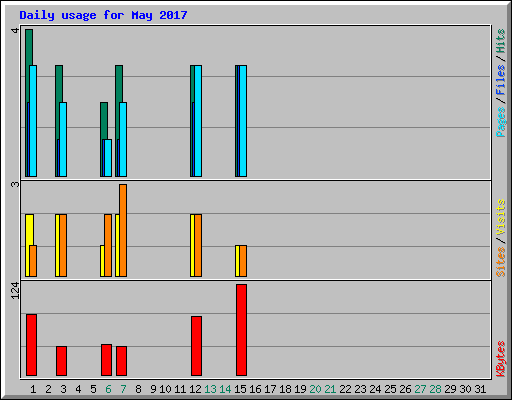 Daily usage for May 2017
4
Pages / Files / Hits
3
Sites / Visits
124
KBytes
1 2 3 4 5 6 7 8 9 10 11 12 13 14 15 16 17 18 19 20 21 22 23 24 25 26 27 28 29 30 31